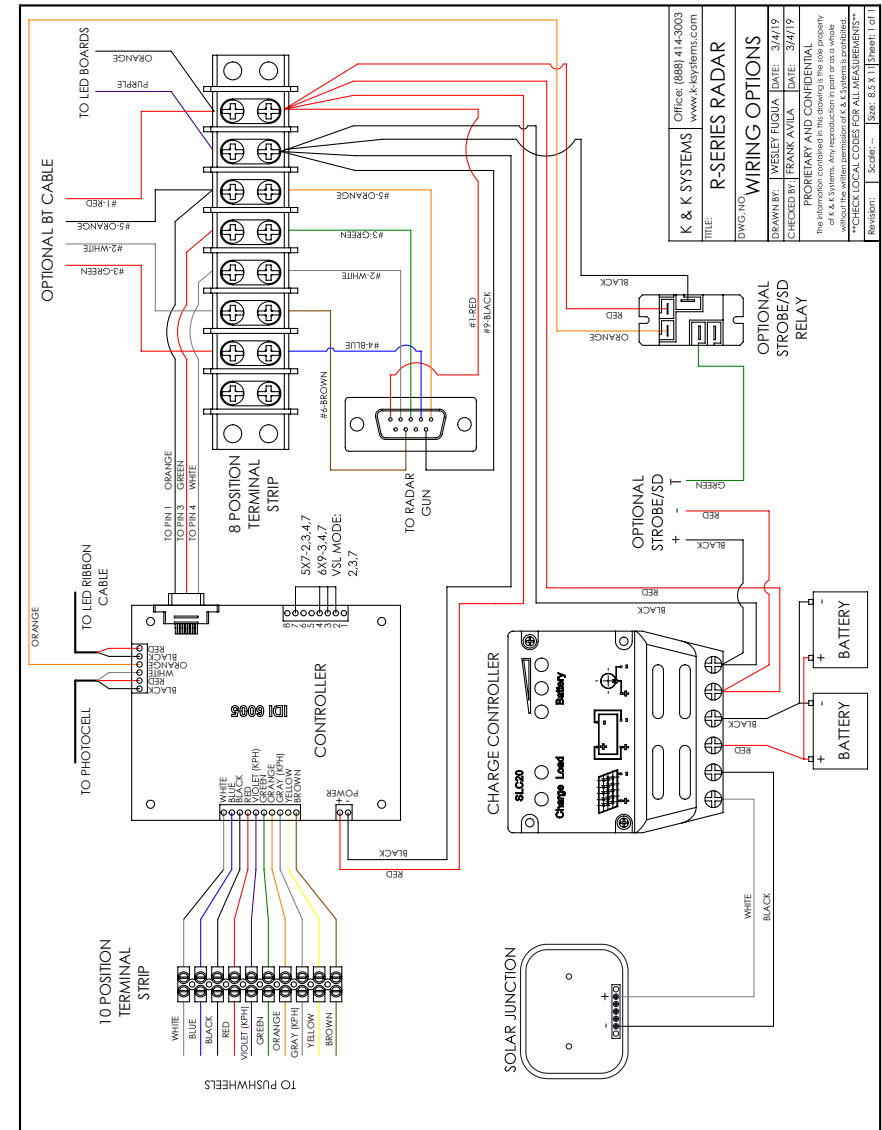 K & K SYSTEMS
Office: (888) 414-3003
www.k-ksystems.com
TITLE:
R-SERIES RADAR
DWG. NO.
WIRING OPTIONS
DRAWN BY: WESLEY FUQUA DATE: 3/4/19
CHECKED BY: FRANK AVILA DATE: 3/4/19
PRORIETARY AND CONFIDENTIAL
The information contained in this drawing is the sole property
of K & K Systems. Any reproduction in part or as a whole
without the written permission of K & K Systems is prohibited.
**CHECK LOCAL CODES FOR ALL MEASUREMENTS**
Revision: Scale: -- Size: 8.5 X 11 Sheet: 1 of 1
TO LED BOARDS
ORANGE
PURPLE
OPTIONAL BT CABLE
#1-RED
#5-ORANGE
#2-WHITE
#3-GREEN
#5-ORANGE
#3-GREEN
#2-WHITE
#4-BLUE
#6-BROWN
#1-RED
#9-BLACK
8 POSITION
TERMINAL
STRIP
TO RADAR
GUN
BLACK
RED
ORANGE
OPTIONAL
STROBE/SD
RELAY
OPTIONAL
STROBE/SD
+ - T
GREEN
RED
BLACK
TO PIN 1 ORANGE
TO PIN 3 GREEN
TO PIN 4 WHITE
ORANGE
TO LED RIBBON
CABLE
TO PHOTOCELL
RED
BLACK
ORANGE
WHITE
RED
BLACK
8
7
6
5
4
3
2
1
5X7-2,3,4,7
6X9-3,4,7
VSL MODE:
2,3,7
IDI 6005
CONTROLLER
WHITE
BLUE
BLACK
RED
VIOLET (KPH)
GREEN
ORANGE
GRAY (KPH)
YELLOW
BROWN
POWER
+ -
BLACK
RED
10 POSITION
TERMINAL
STRIP
WHITE
BLUE
BLACK
RED
VIOLET (KPH)
GREEN
ORANGE
GRAY (KPH)
YELLOW
BROWN
TO PUSHWHEELS
CHARGE CONTROLLER
SLC20
Charge Load
Battery
+ -
+ -
+ -
RED
BLACK
RED
BLACK
BATTERY
+ -
BATTERY
+ -
WHITE
BLACK
SOLAR JUNCTION
- +